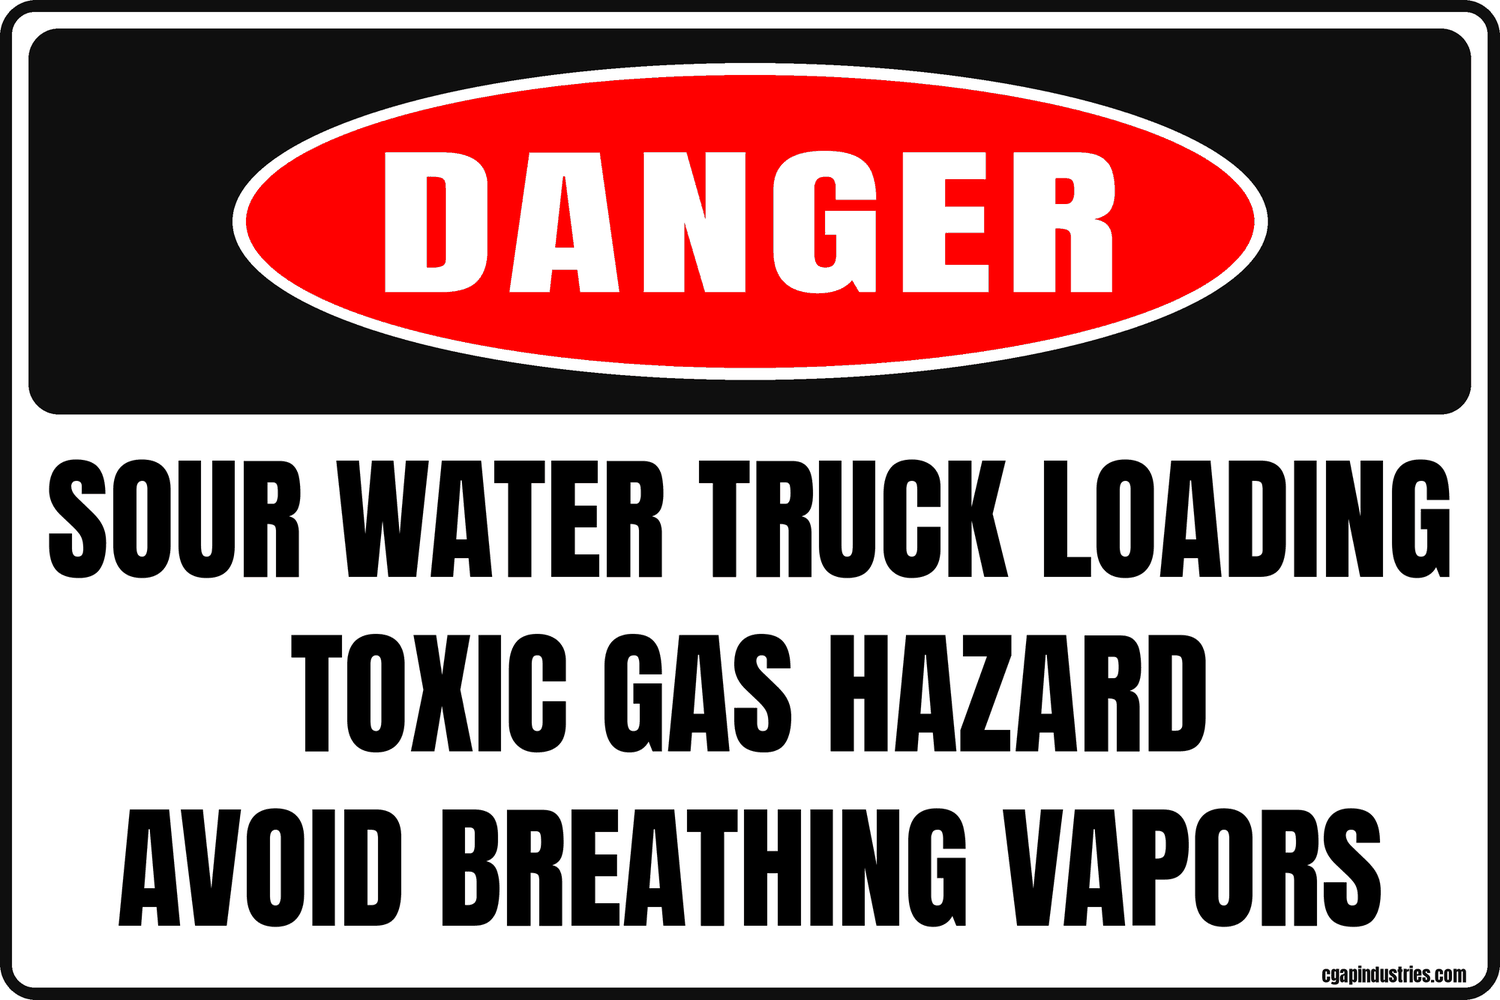 DANGER
SOUR WATER TRUCK LOADING
TOXIC GAS HAZARD
AVOID BREATHING VAPORS
cgapindustries.com